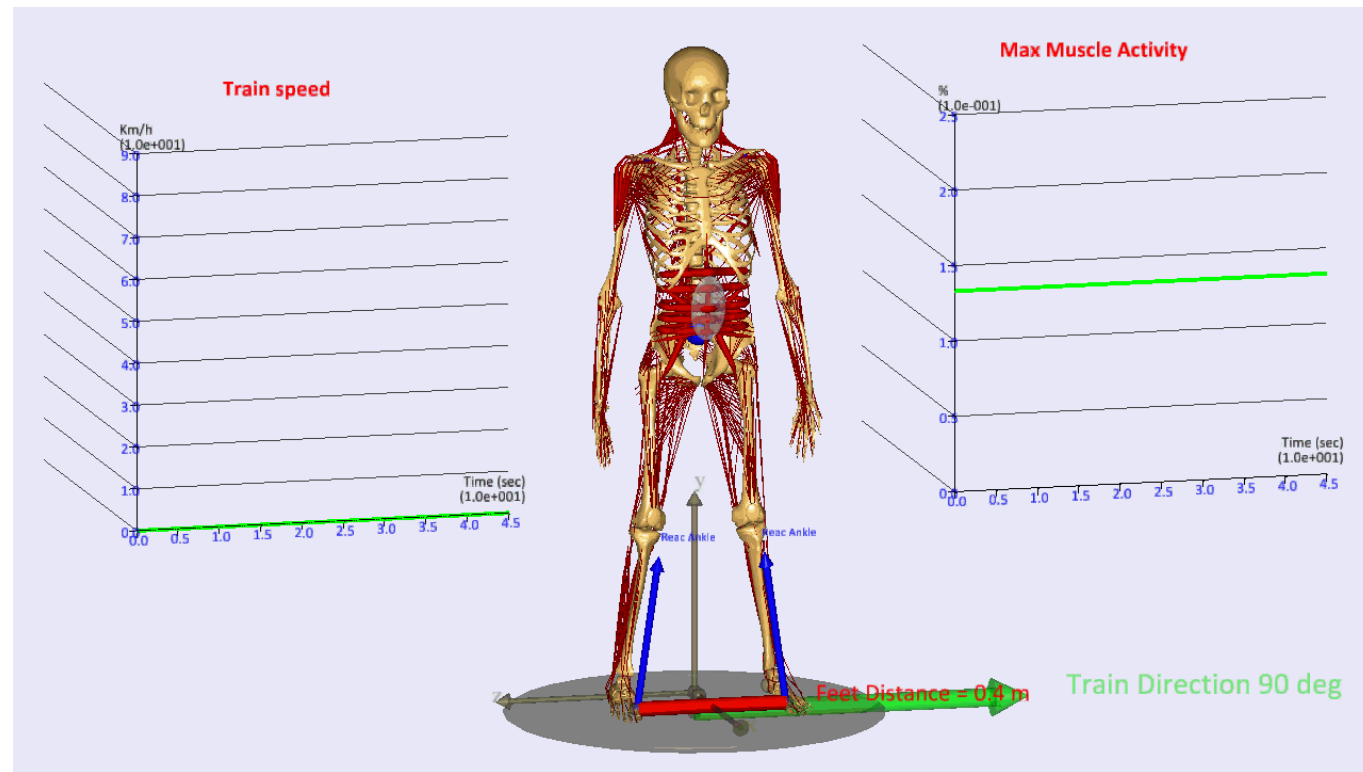 Train speed
Km/h
(1.0e+001)
9.0
8.0
7.0
6.0
5.0
4.0
3.0
2.0
1.0
0.0
Time (sec)
(1.0e+001)
0.0 0.5 1.0 1.5 2.0 2.5 3.0 3.5 4.0 4.5
Max Muscle Activity
%
(1.0e-001)
2.5
2.0
1.5
1.0
0.5
0.0
Time (sec)
(1.0e+001)
0.0 0.5 1.0 1.5 2.0 2.5 3.0 3.5 4.0 4.5
y
Reac Ankle
Reac Ankle
z
Feet Distance = 0.4 m
Train Direction 90 deg